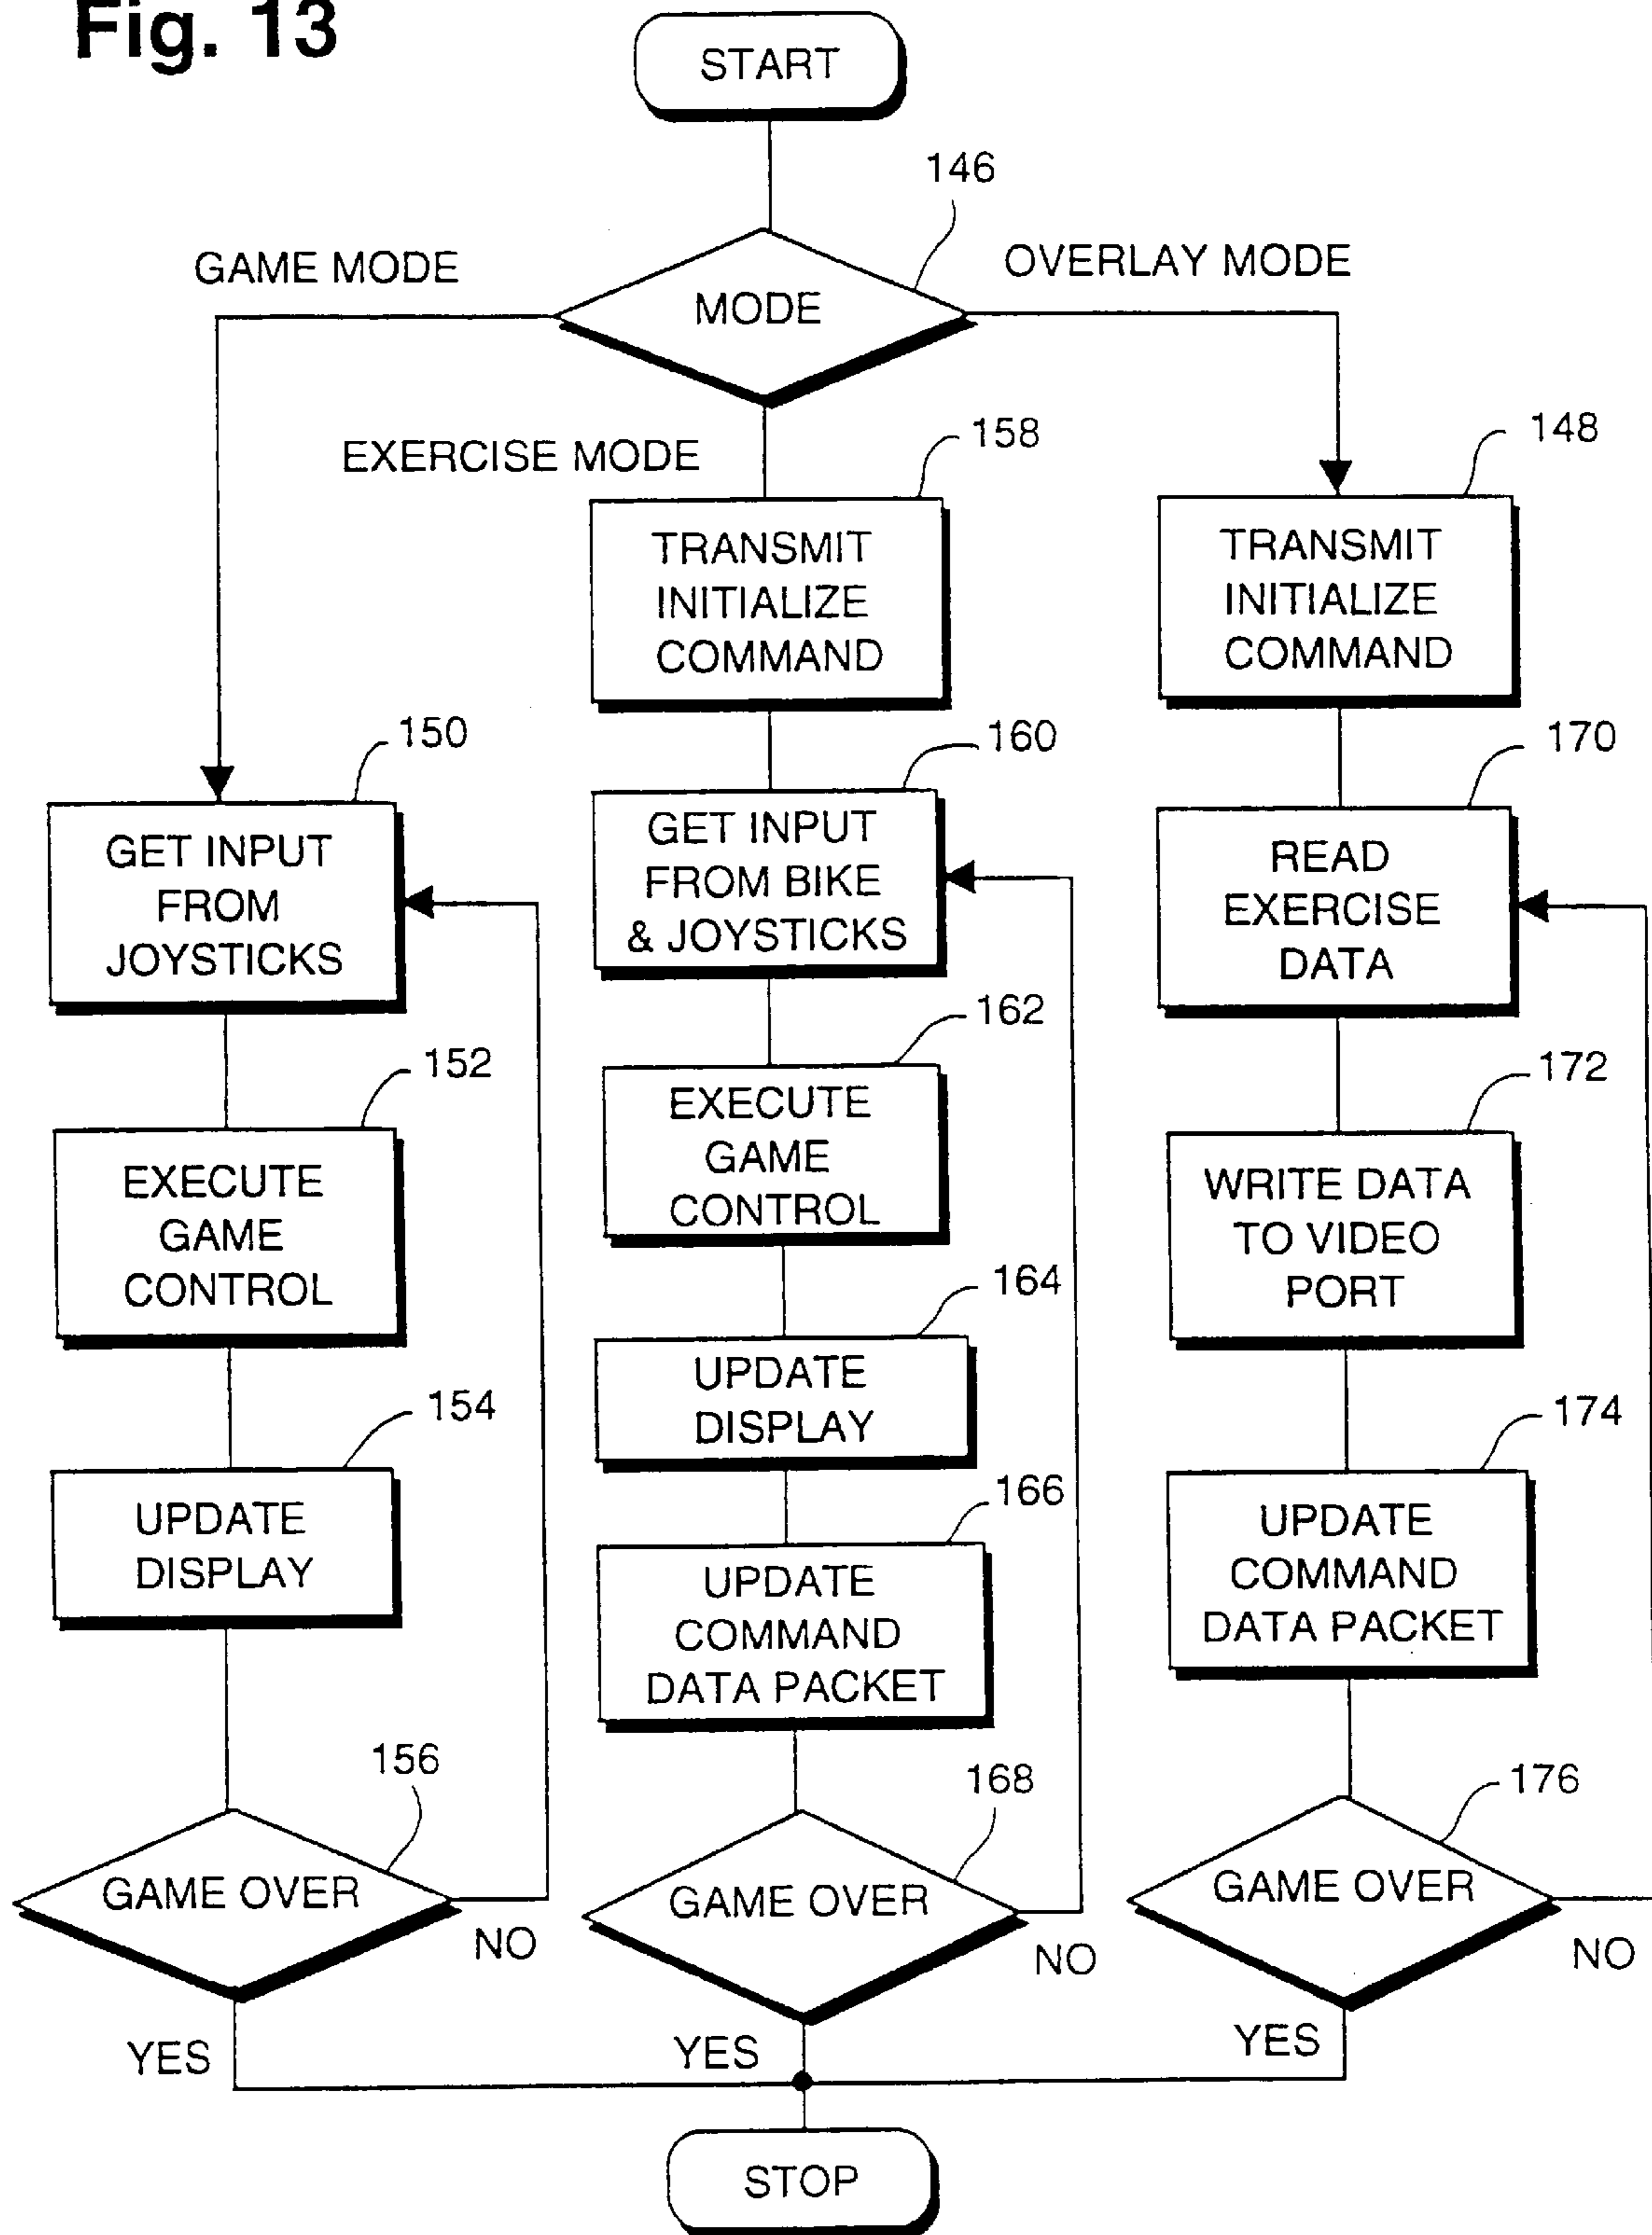 Fig. 13
START
146
GAME MODE
MODE
OVERLAY MODE
EXERCISE MODE
158
TRANSMIT
INITIALIZE
COMMAND
148
TRANSMIT
INITIALIZE
COMMAND
150
GET INPUT
FROM
JOYSTICKS
160
GET INPUT
FROM BIKE
& JOYSTICKS
170
READ
EXERCISE
DATA
152
EXECUTE
GAME
CONTROL
162
EXECUTE
GAME
CONTROL
172
WRITE DATA
TO VIDEO
PORT
154
UPDATE
DISPLAY
164
UPDATE
DISPLAY
166
UPDATE
COMMAND
DATA PACKET
174
UPDATE
COMMAND
DATA PACKET
156
GAME OVER
NO
YES
168
GAME OVER
NO
YES
176
GAME OVER
NO
YES
STOP